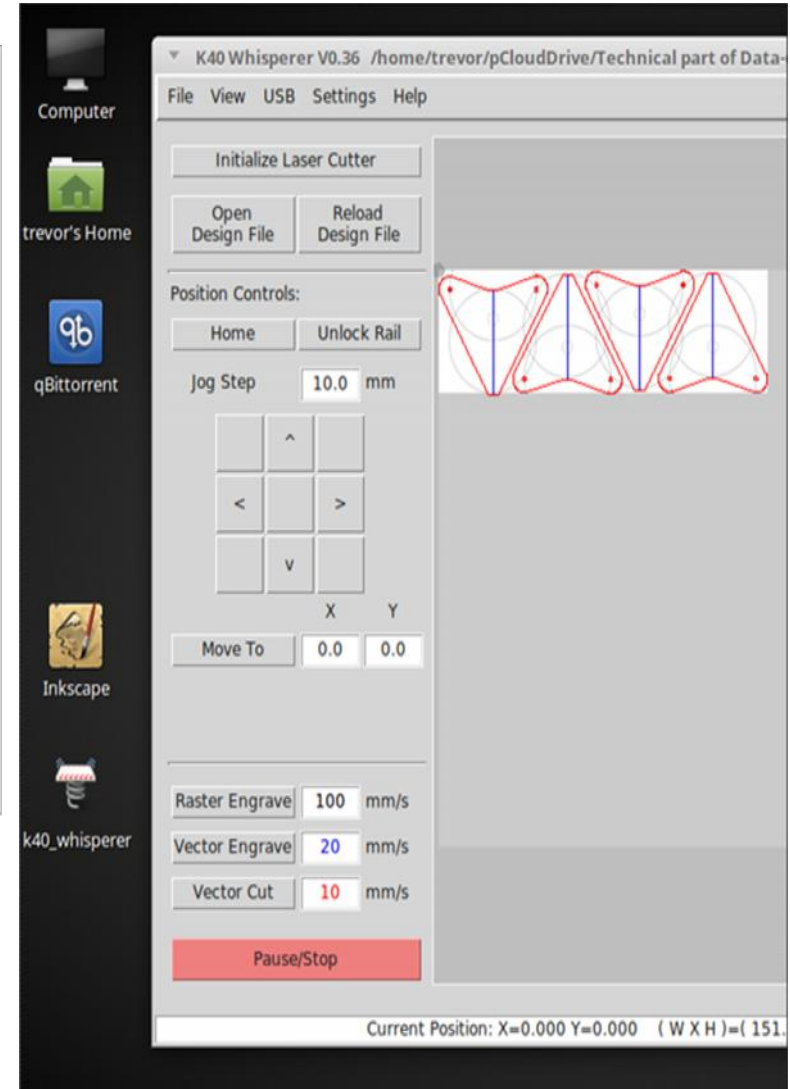 Computer
trevor's Home
qb
qBittorrent
Inkscape
k40_whisperer
K40 Whisperer V0.36 /home/trevor/pCloudDrive/Technical part of Data-
File View USB Settings Help
Initialize Laser Cutter
Open Design File
Reload Design File
Position Controls:
Home Unlock Rail
Jog Step 10.0 mm
^
< >
v
X Y
Move To 0.0 0.0
Raster Engrave 100 mm/s
Vector Engrave 20 mm/s
Vector Cut 10 mm/s
Pause/Stop
Current Position: X=0.000 Y=0.000 ( W X H )=( 151.